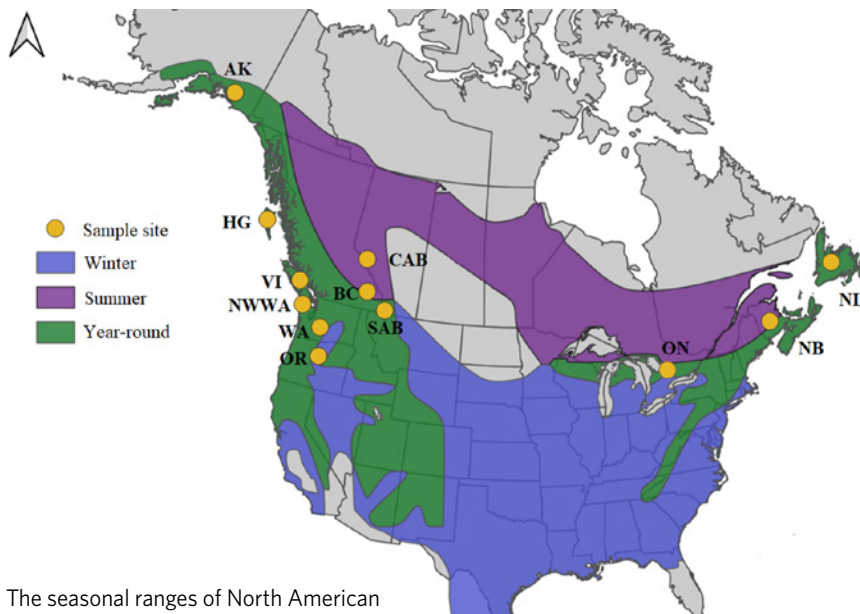 AK
HG
Sample site
Winter
Summer
Year-round
CAB
VI
BC
NWWA
SAB
WA
OR
ON
NL
NB
The seasonal ranges of North American